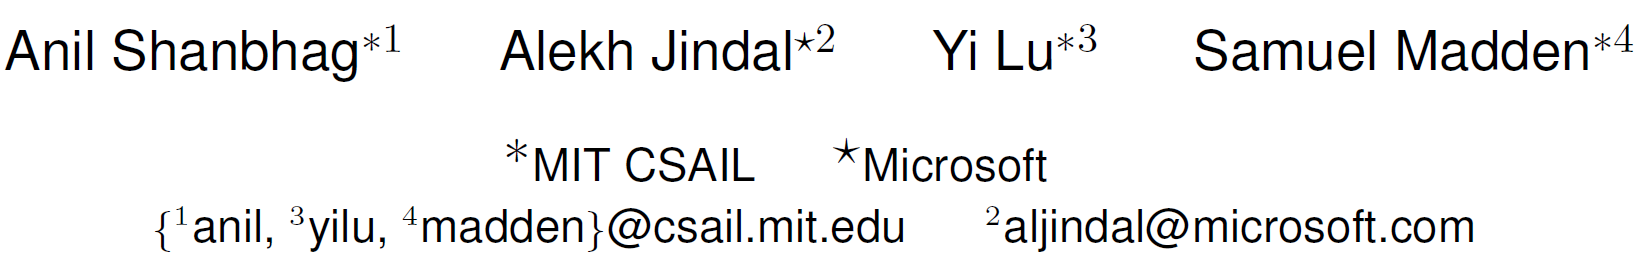 Anil Shanbhag*1 Alekh Jindal⋆2 Yi Lu*3 Samuel Madden*4
*MIT CSAIL ⋆Microsoft
{1anil, 3yilu, 4madden}@csail.mit.edu 2aljindal@microsoft.com